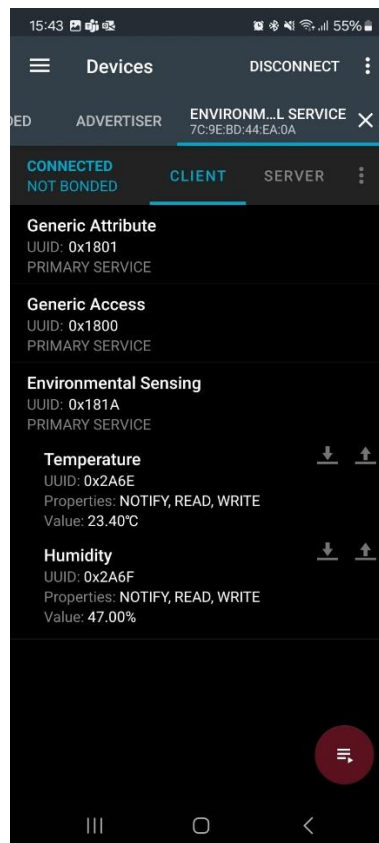 15:43 55%
Devices DISCONNECT
DED ADVERTISER ENVIRONM...L SERVICE
7C:9E:BD:44:EA:0A
CONNECTED
NOT BONDED CLIENT SERVER
Generic Attribute
UUID: 0x1801
PRIMARY SERVICE
Generic Access
UUID: 0x1800
PRIMARY SERVICE
Environmental Sensing
UUID: 0x181A
PRIMARY SERVICE
Temperature
UUID: 0x2A6E
Properties: NOTIFY, READ, WRITE
Value: 23.40°C
Humidity
UUID: 0x2A6F
Properties: NOTIFY, READ, WRITE
Value: 47.00%